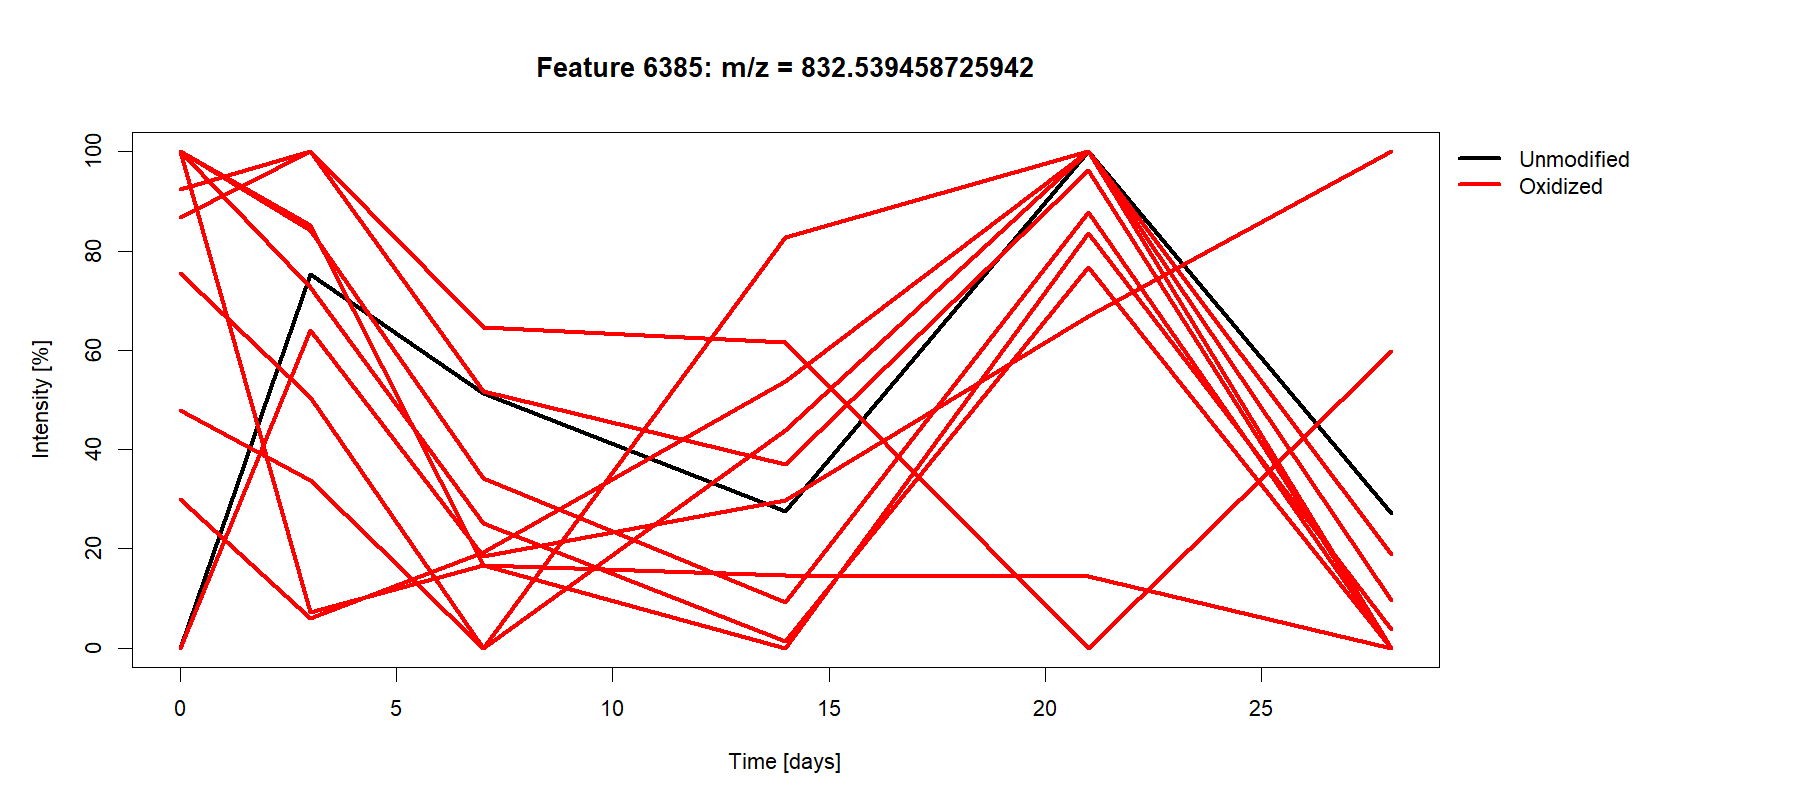 Feature 6385: m/z = 832.539458725942
Unmodified
Oxidized
Intensity [%]
100
80
60
40
20
0
0 5 10 15 20 25
Time [days]